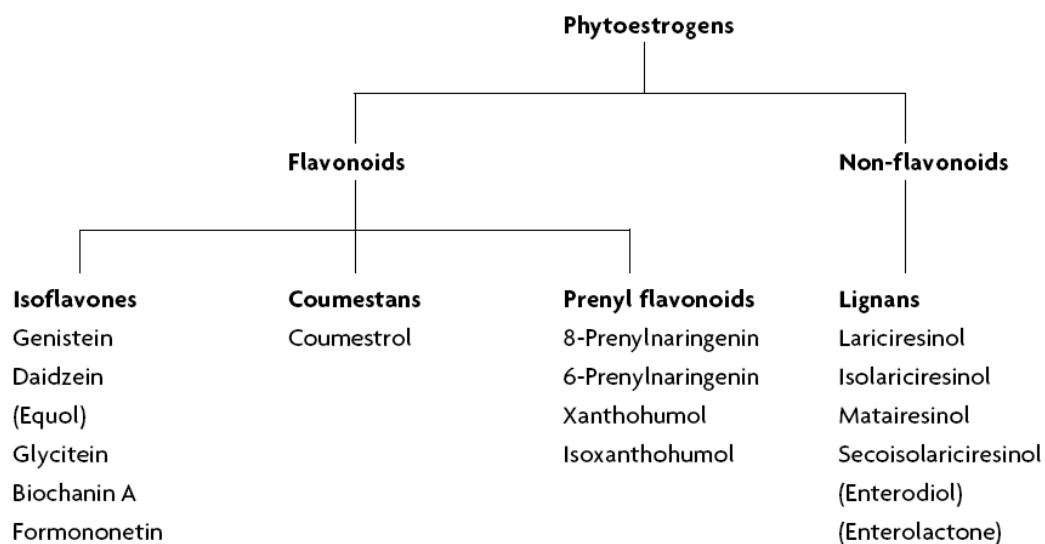 Phytoestrogens
Flavonoids
Non-flavonoids
Isoflavones
Genistein
Daidzein
(Equol)
Glycitein
Biochanin A
Formononetin
Coumestans
Coumestrol
Prenyl flavonoids
8-Prenylnaringenin
6-Prenylnaringenin
Xanthohumol
Isoxanthohumol
Lignans
Lariciresinol
Isolariciresinol
Matairesinol
Secoisolariciresinol
(Enterodiol)
(Enterolactone)